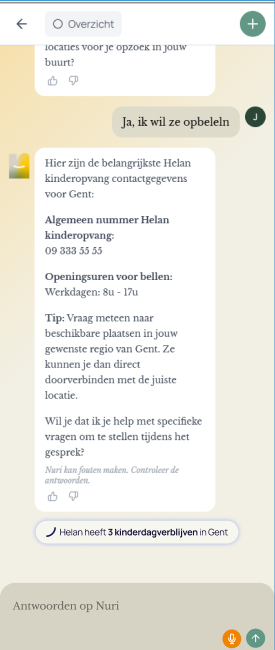 Overzicht
locaties voor je opzoek in jouw
buurt?
Ja, ik wil ze opbeleln
J
Hier zijn de belangrijkste Helan
kinderopvang contactgegevens
voor Gent:
Algemeen nummer Helan
kinderopvang:
09 333 55 55
Openingsuren voor bellen:
Werkdagen: 8u - 17u
Tip: Vraag meteen naar
beschikbare plaatsen in jouw
gewenste regio van Gent. Ze
kunnen je dan direct
doorverbinden met de juiste
locatie.
Wil je dat ik je help met specifieke
vragen om te stellen tijdens het
gesprek?
Nuri kan fouten maken. Controleer de
antwoorden.
Helan heeft 3 kinderdagverblijven in Gent
Antwoorden op Nuri